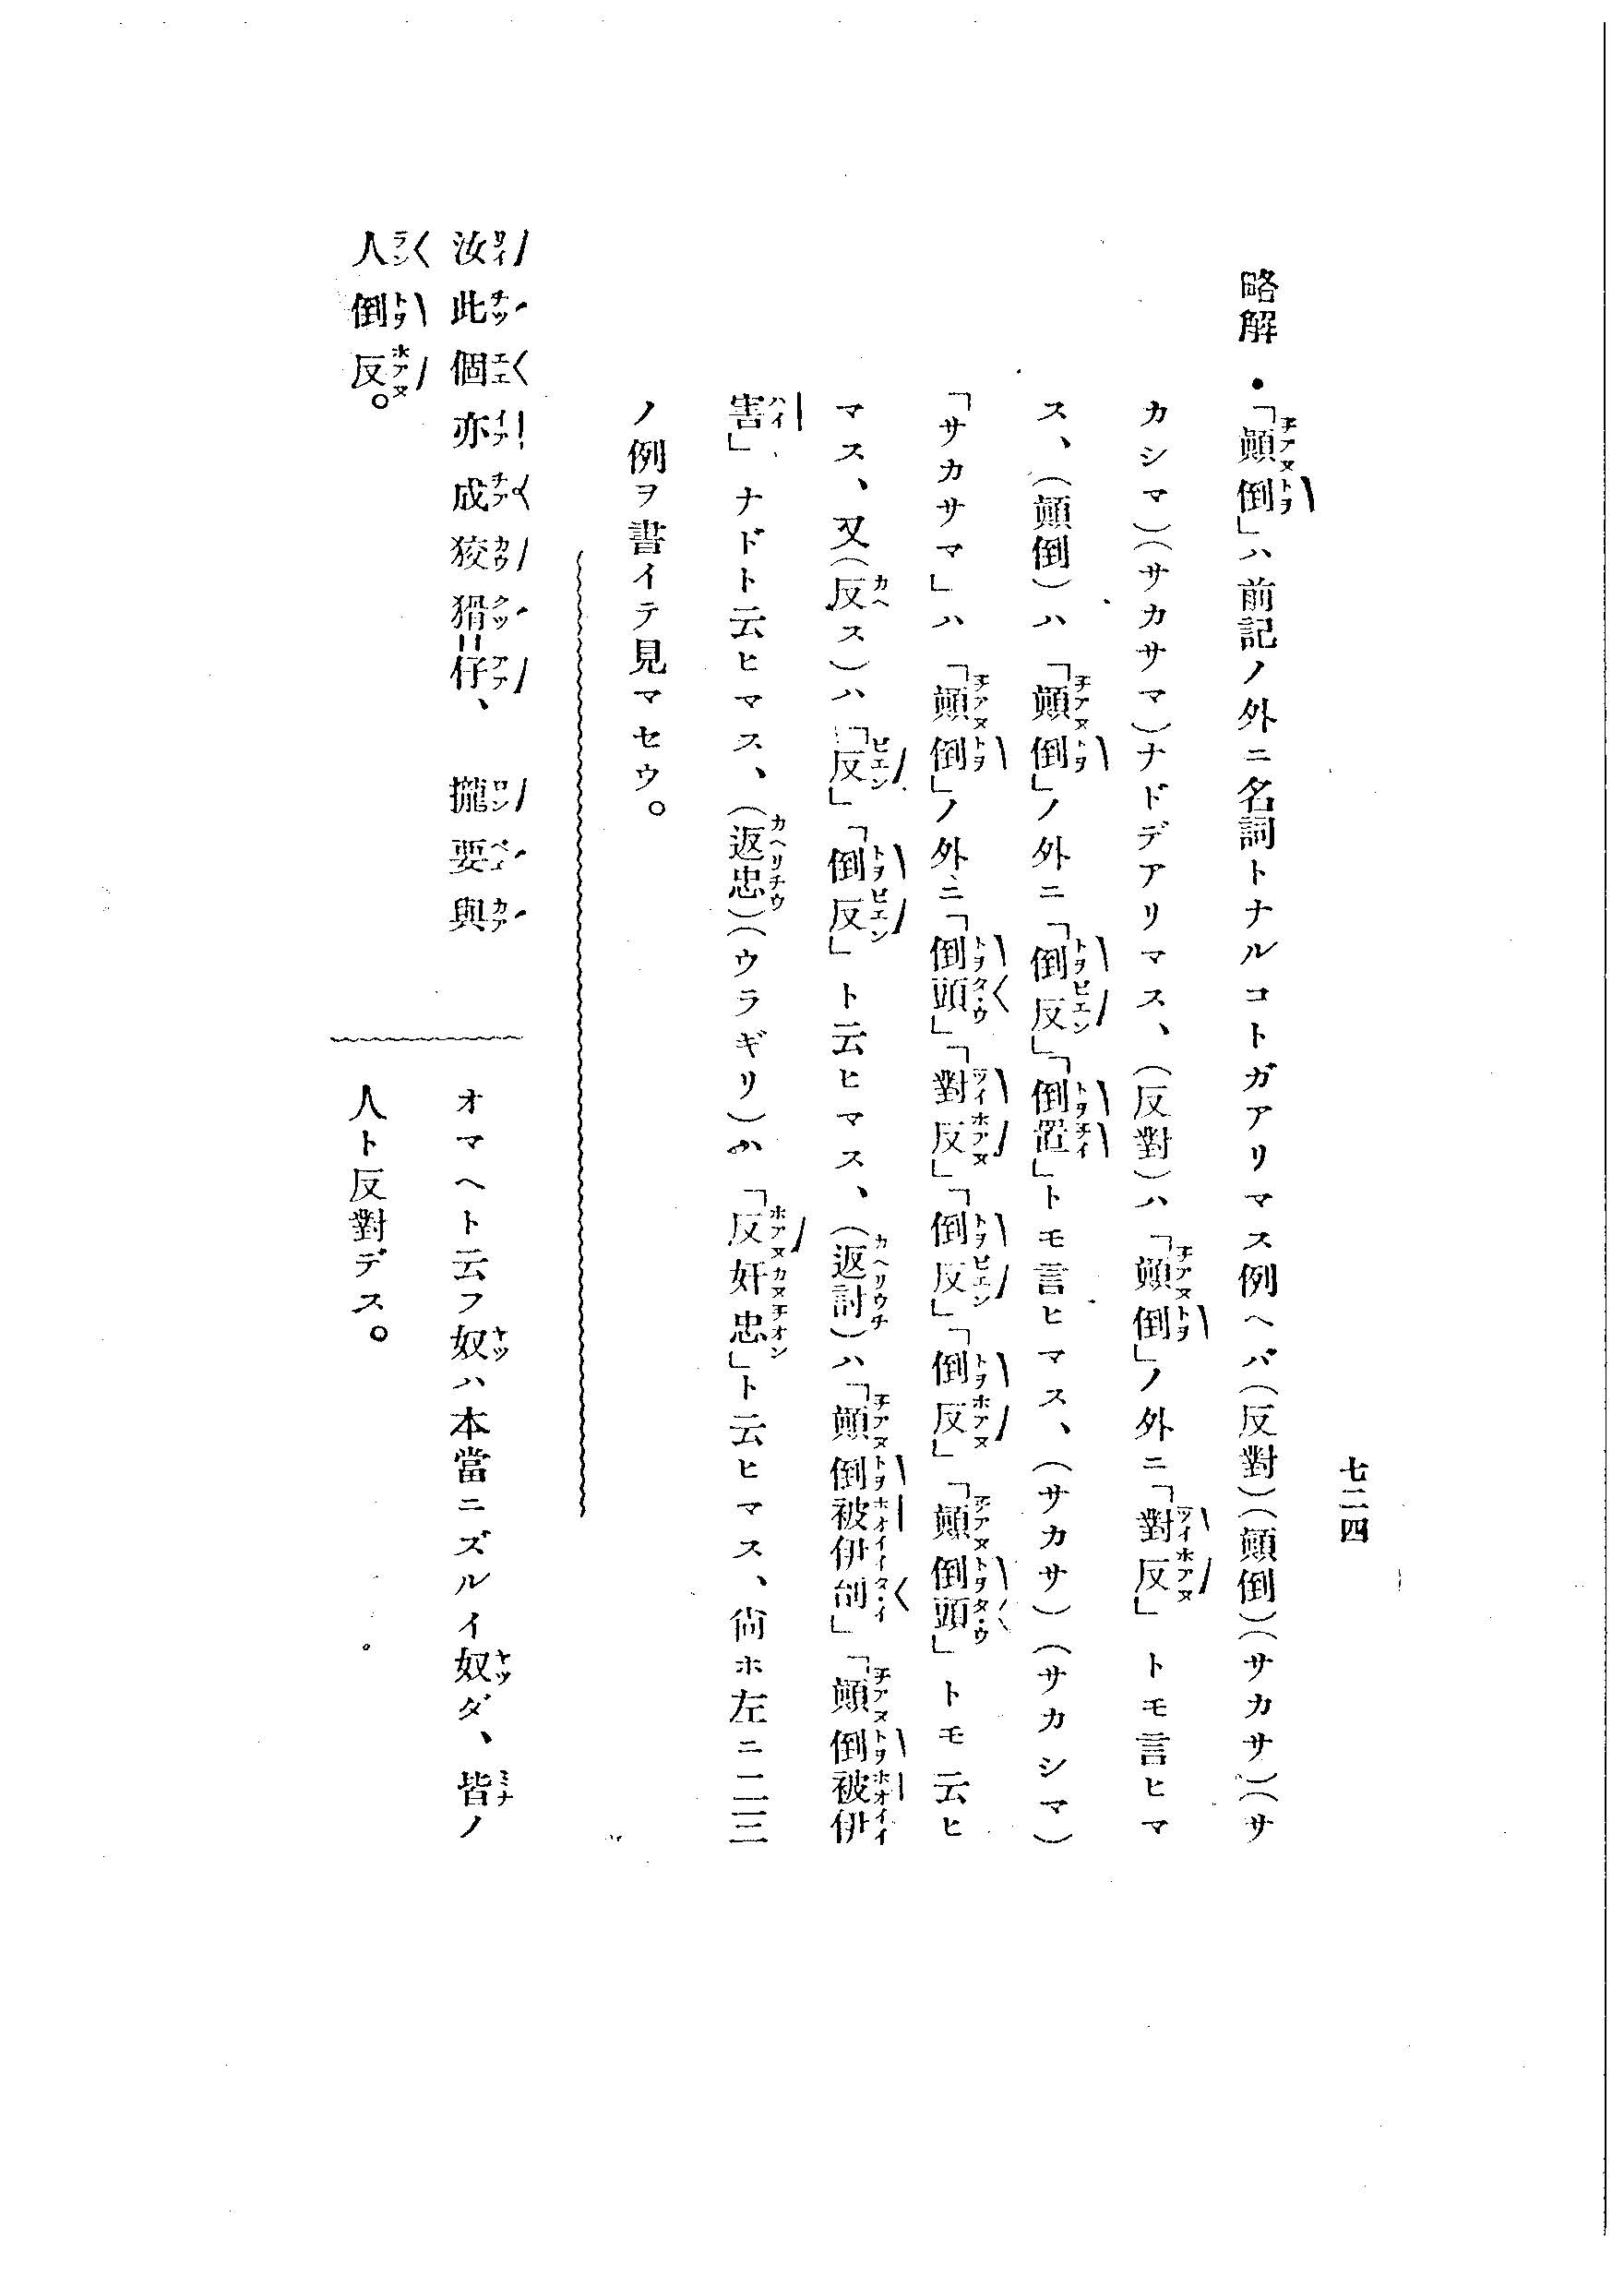 七二四
略解・「顚倒」ハ前記ノ外ニ名詞トナルコトガアリマス例ヘバ(反對)(顚倒)(サカサ)(サ
カシマ)(サカサマ)ナドデアリマス、(反對)ハ「顚倒」ノ外ニ「對反」トモ言ヒマ
ス、(顚倒)ハ「顚倒」ノ外ニ「倒反」「倒置」トモ言ヒマス、(サカサ)(サカシマ)
「サカサマ」ハ「顚倒」ノ外ニ「倒頭」「對反」「倒反」「倒反」「顚倒頭」トモ云ヒ
マス、又(反ス)ハ「反」「倒反」ト云ヒマス、(返討)ハ「顚倒被伊刣」「顚倒被伊
害」ナドト云ヒマス、(返忠)(ウラギリ)ハ「反奸忠」ト云ヒマス、尙ホ左ニ二三
ノ例ヲ書イテ見マセウ。
汝此個亦成狡猾仔、攏要與
人倒反。
オマヘト云フ奴ハ本當ニズルイ奴ダ、皆ノ
人ト反對デス。